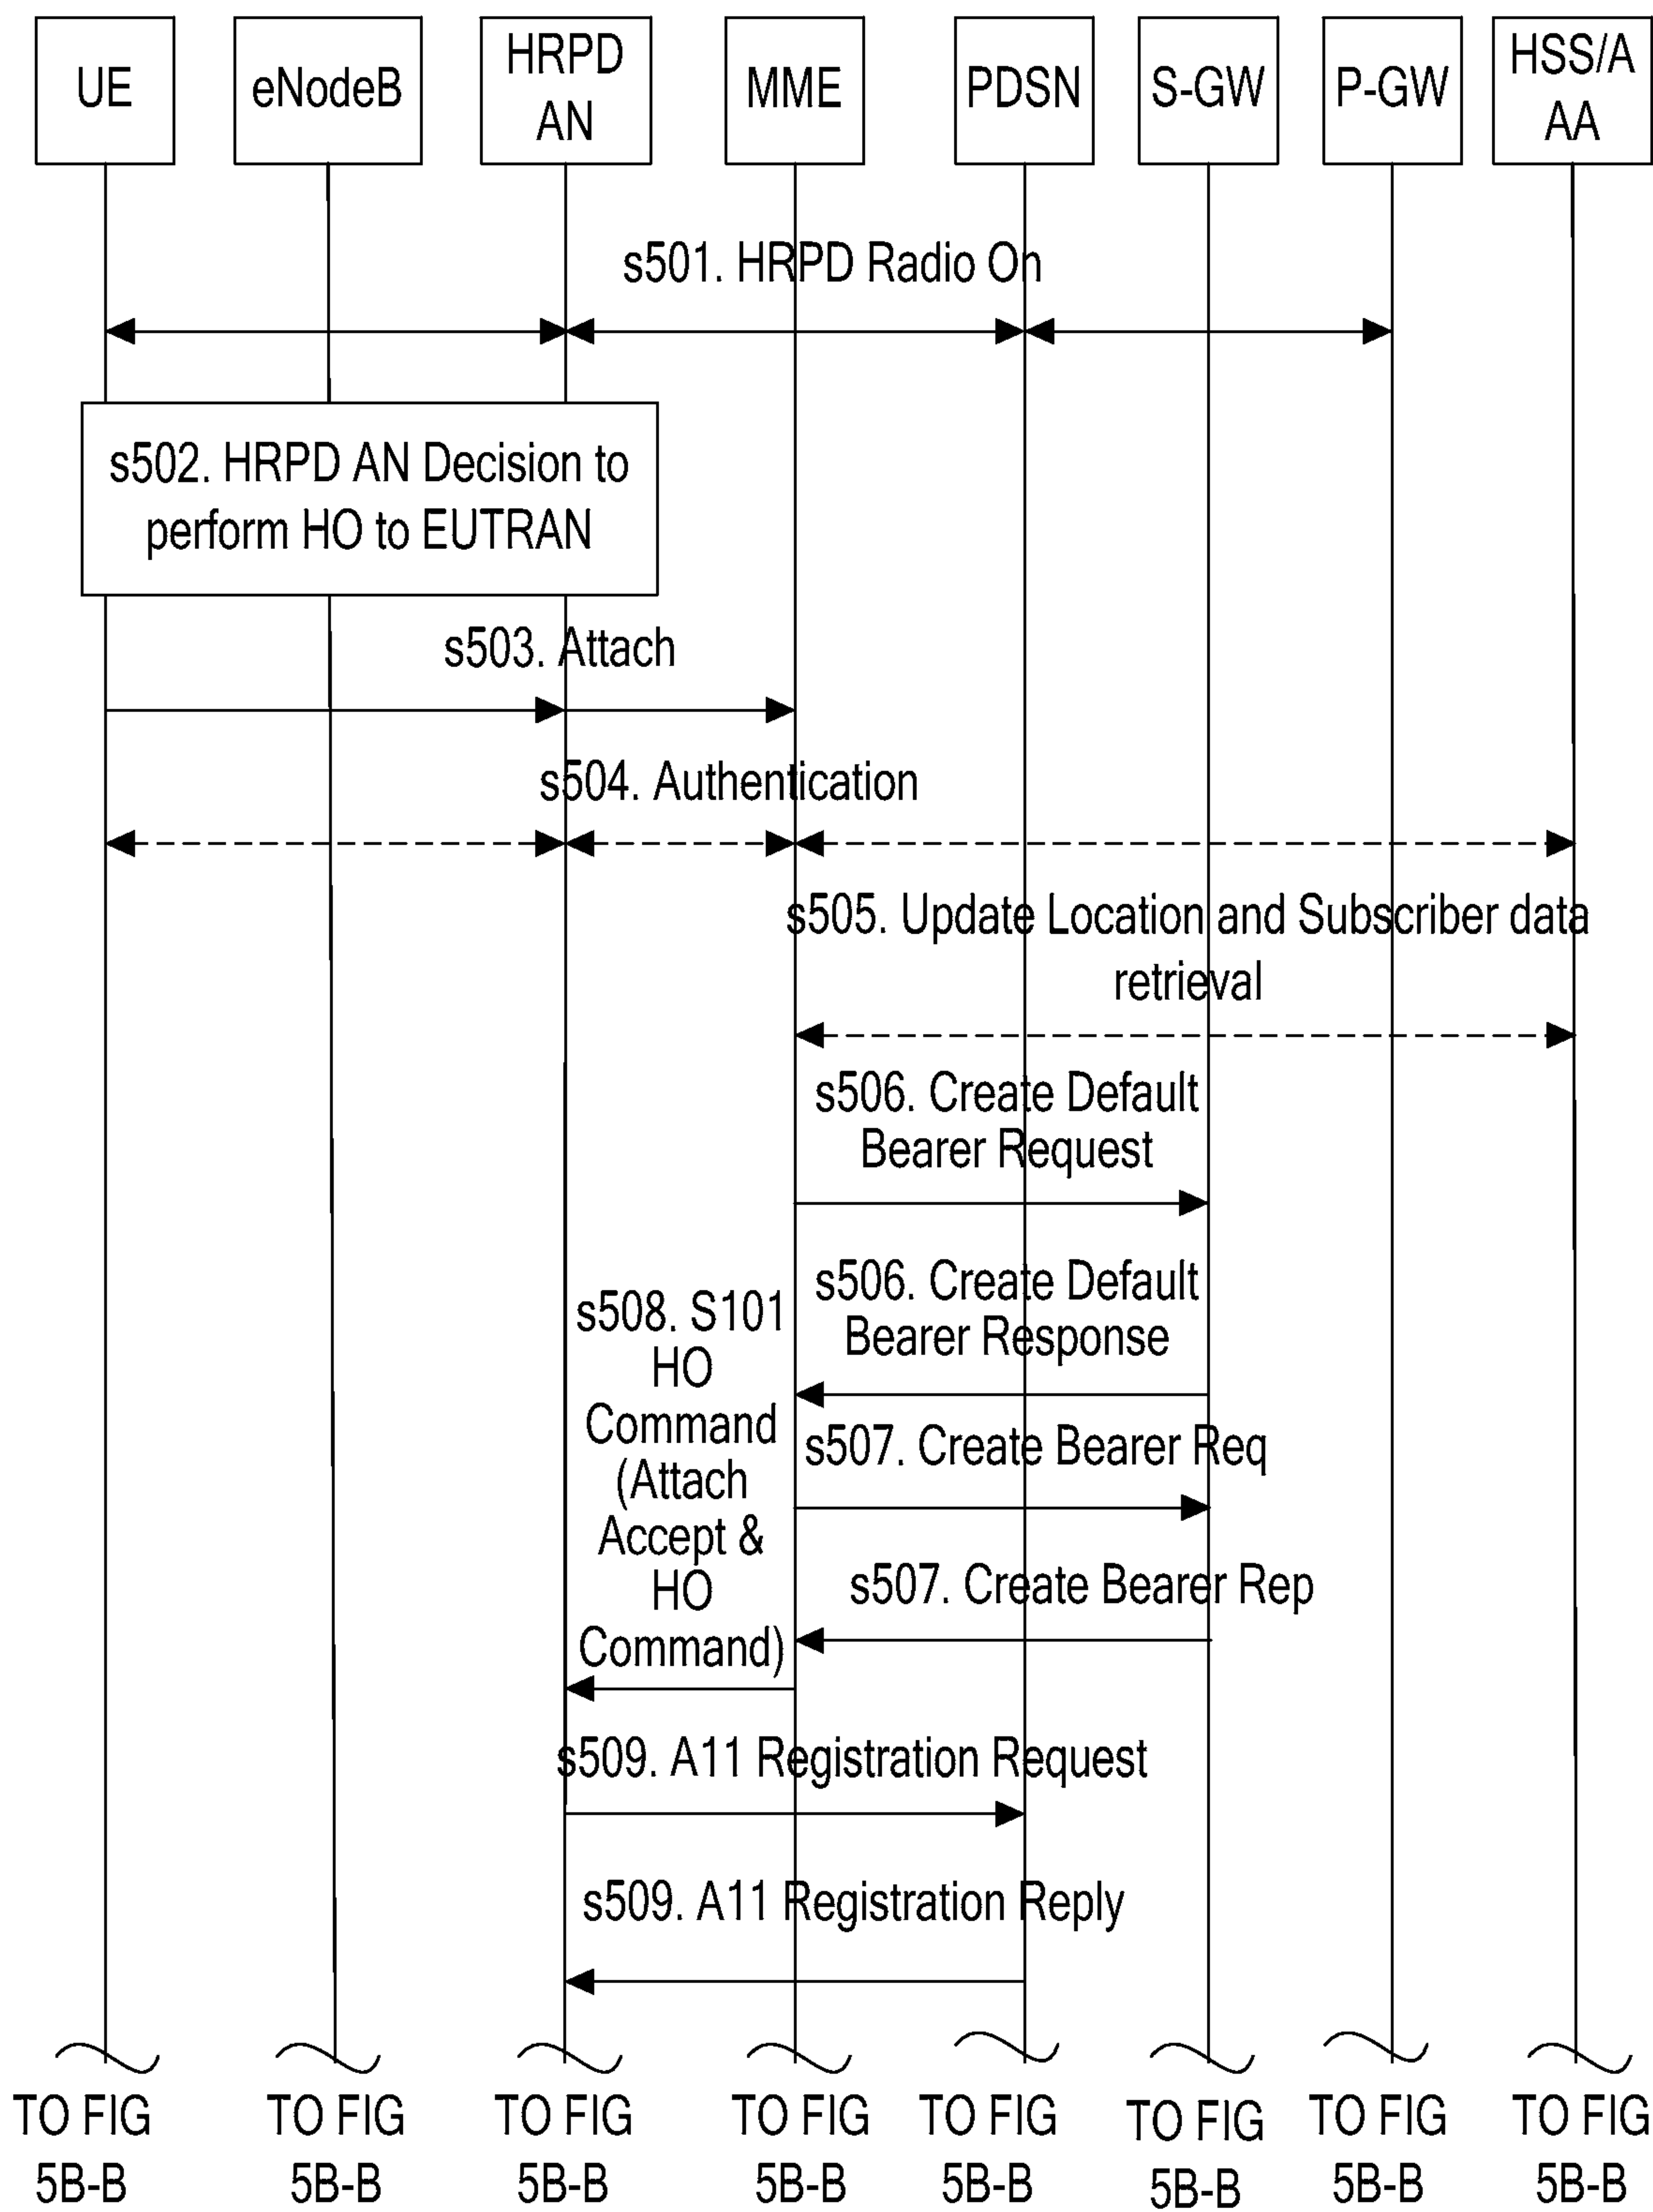 UE
eNodeB
HRPD
AN
MME
PDSN
S-GW
P-GW
HSS/A
AA
s501. HRPD Radio On
s502. HRPD AN Decision to
perform HO to EUTRAN
s503. Attach
s504. Authentication
s505. Update Location and Subscriber data
retrieval
s506. Create Default
Bearer Request
s506. Create Default
Bearer Response
s508. S101
HO
Command
(Attach
Accept &
HO
Command)
s507. Create Bearer Req
s507. Create Bearer Rep
s509. A11 Registration Request
s509. A11 Registration Reply
TO FIG
5B-B
TO FIG
5B-B
TO FIG
5B-B
TO FIG
5B-B
TO FIG
5B-B
TO FIG
5B-B
TO FIG
5B-B
TO FIG
5B-B